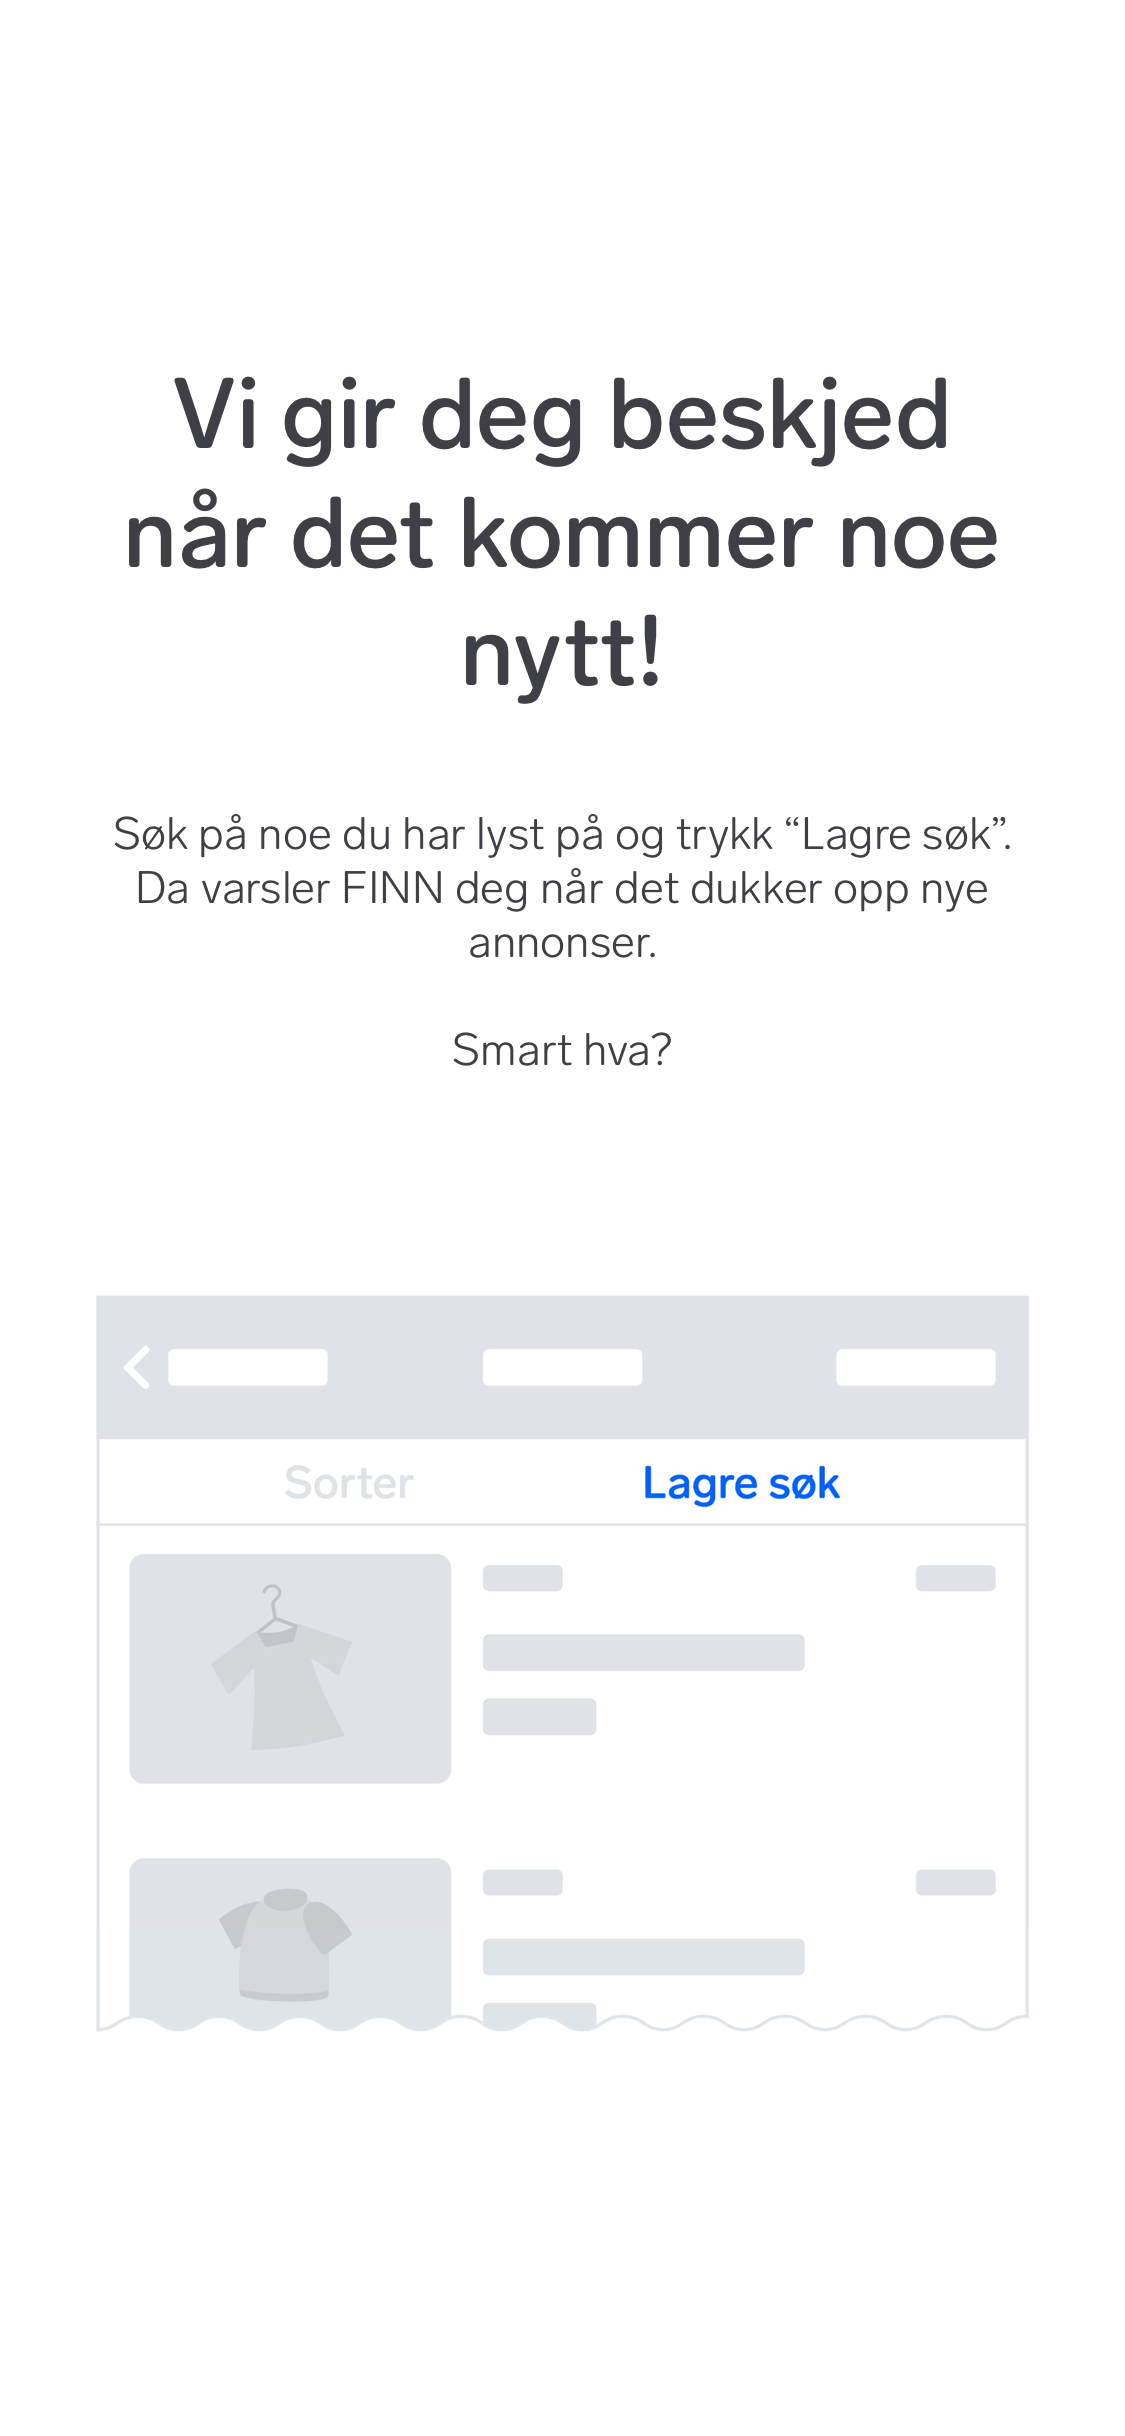 Vi gir deg beskjed
når det kommer noe
nytt!
Søk på noe du har lyst på og trykk “Lagre søk”.
Da varsler FINN deg når det dukker opp nye
annonser.
Smart hva?
Sorter
Lagre søk